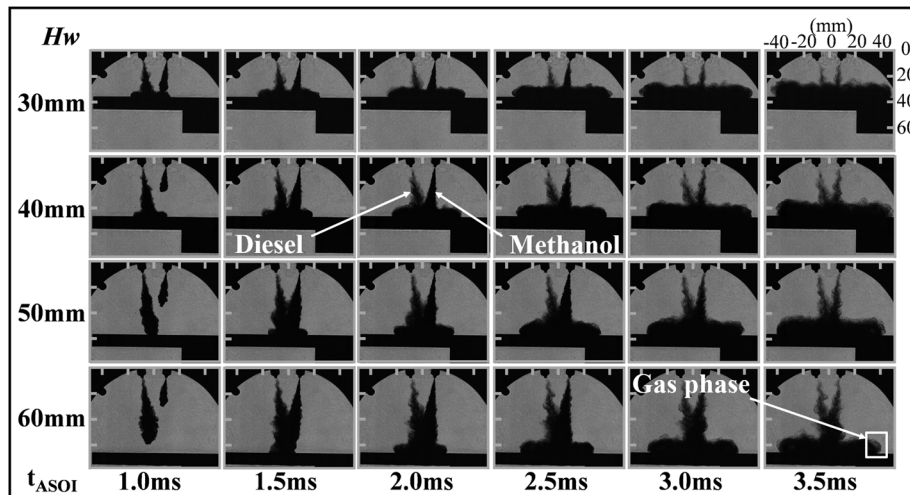 Hw
(mm)
-40 -20 0 20 40
0
20
40
60
30mm
40mm
Diesel
Methanol
50mm
Gas phase
60mm
tASOI 1.0ms 1.5ms 2.0ms 2.5ms 3.0ms 3.5ms